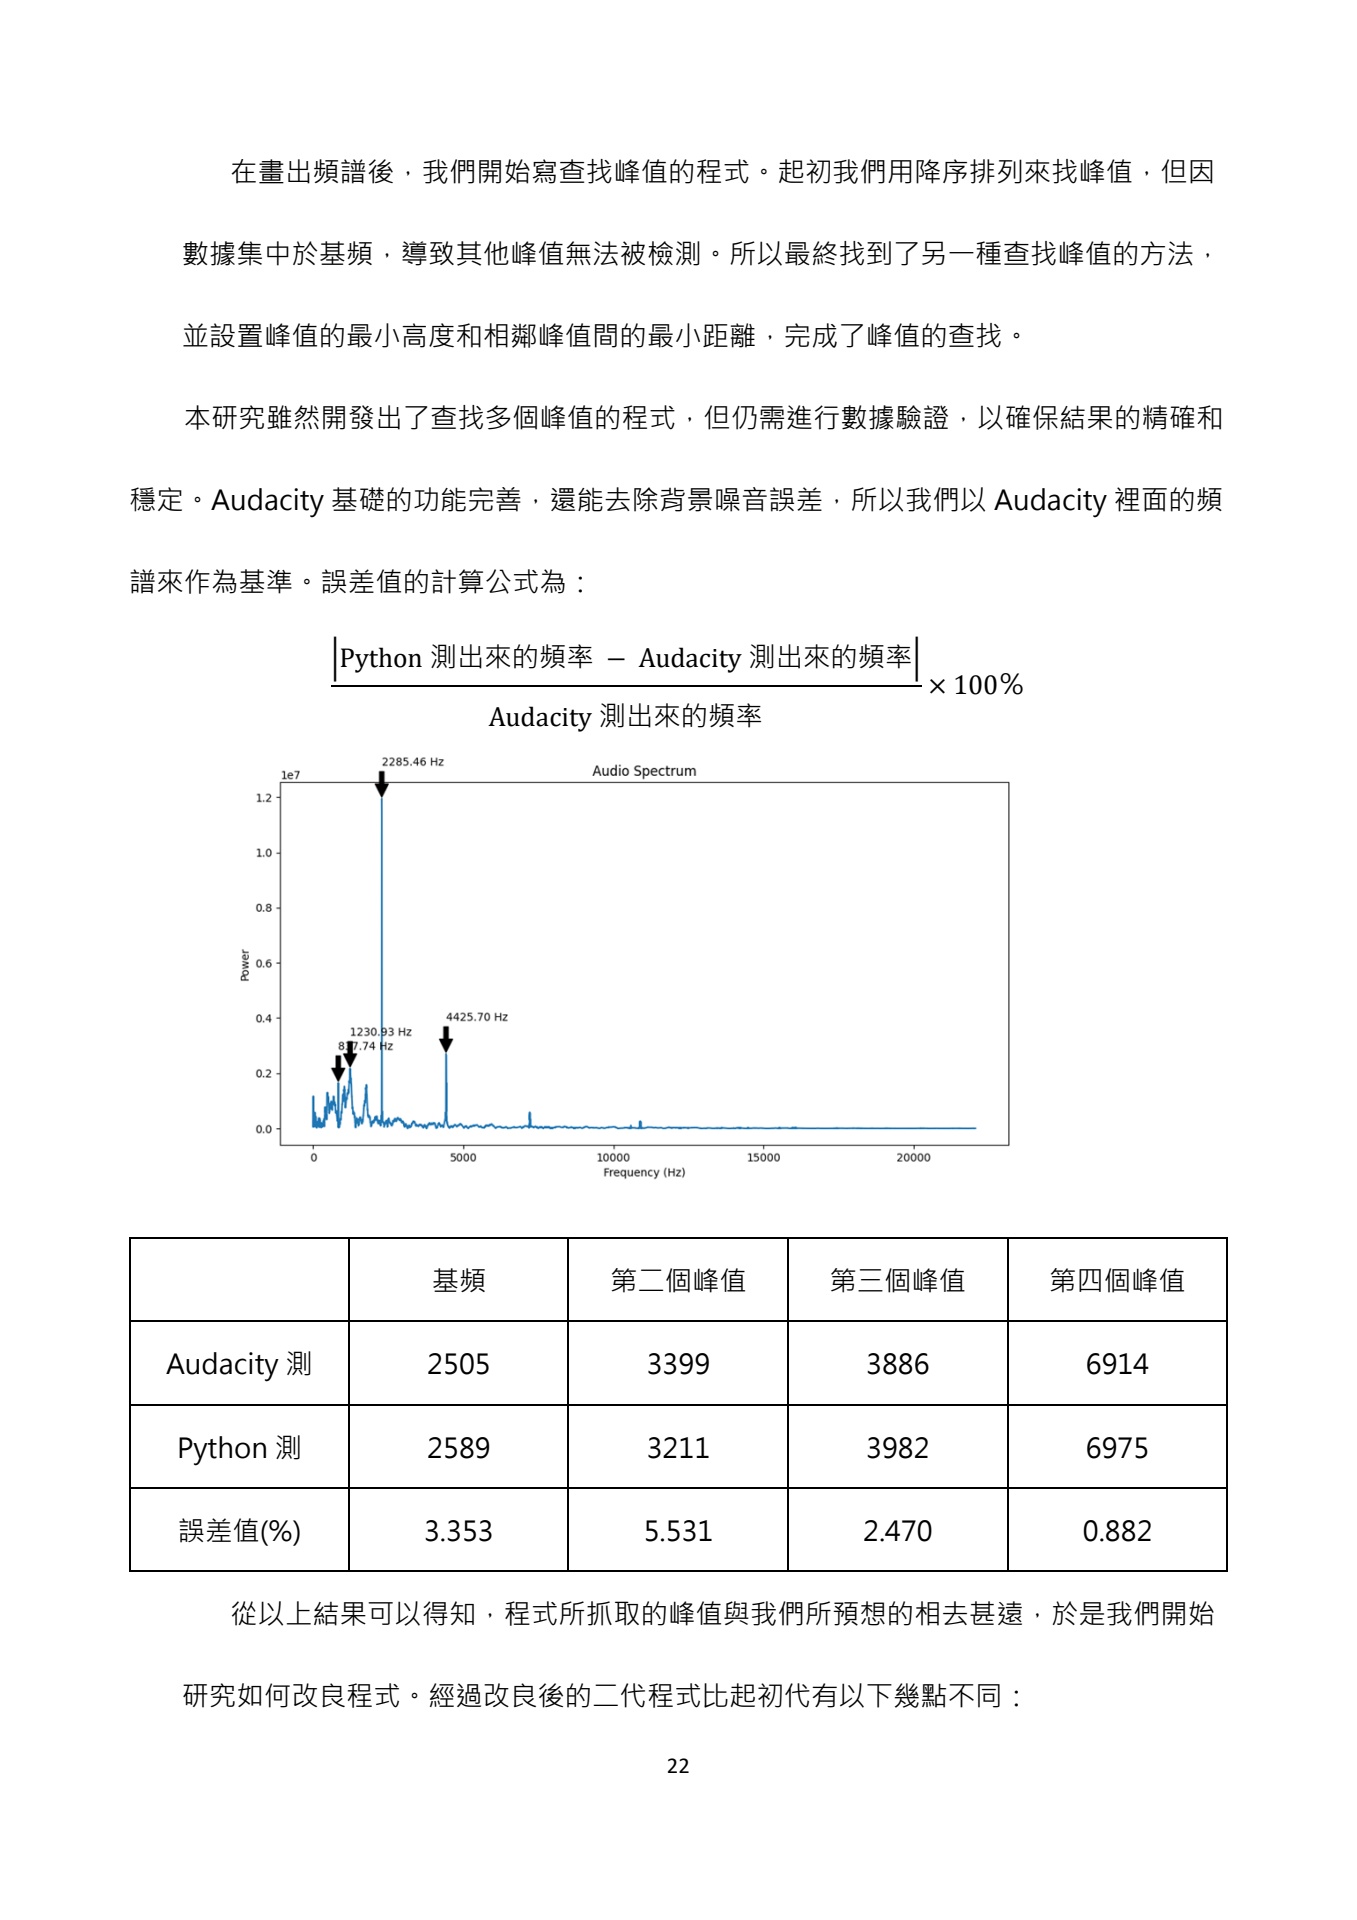 在畫出頻譜後，我們開始寫查找峰值的程式。起初我們用降序排列來找峰值，但因
數據集中於基頻，導致其他峰值無法被檢測。所以最終找到了另一種查找峰值的方法，
並設置峰值的最小高度和相鄰峰值間的最小距離，完成了峰值的查找。
本研究雖然開發出了查找多個峰值的程式，但仍需進行數據驗證，以確保結果的精確和
穩定。Audacity 基礎的功能完善，還能去除背景噪音誤差，所以我們以 Audacity 裡面的頻
譜來作為基準。誤差值的計算公式為：
|Python 測出來的頻率 − Audacity 測出來的頻率|
× 100%
Audacity 測出來的頻率
2285.46 Hz
1e7
Audio Spectrum
1.2
1.0
0.8
Power
0.6
0.4
4425.70 Hz
1230.93 Hz
0.2
0.0
0 5000 10000 15000 20000
Frequency (Hz)
基頻 第二個峰值 第三個峰值 第四個峰值
Audacity 測 2505 3399 3886 6914
Python 測 2589 3211 3982 6975
誤差值(%) 3.353 5.531 2.470 0.882
從以上結果可以得知，程式所抓取的峰值與我們所預想的相去甚遠，於是我們開始
研究如何改良程式。經過改良後的二代程式比起初代有以下幾點不同：
22